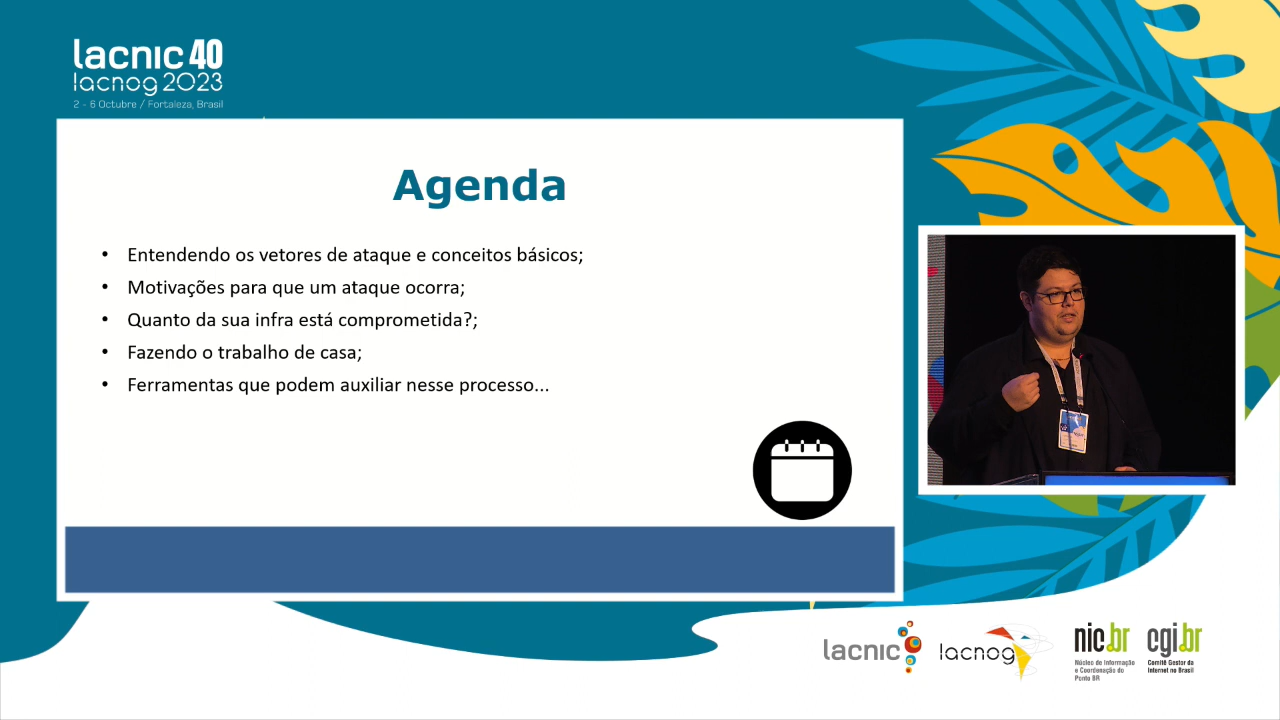 lacnic 40
lacnog 2023
2 - 6 Octubre / Fortaleza, Brasil
Agenda
• Entendendo os vetores de ataque e conceitos básicos;
• Motivações para que um ataque ocorra;
• Quanto da sua infra está comprometida?;
• Fazendo o trabalho de casa;
• Ferramentas que podem auxiliar nesse processo...
lacnic
lacnog
nic.br
Núcleo de Informação
e Coordenação do
Ponto BR
cgi.br
Comitê Gestor da
Internet no Brasil